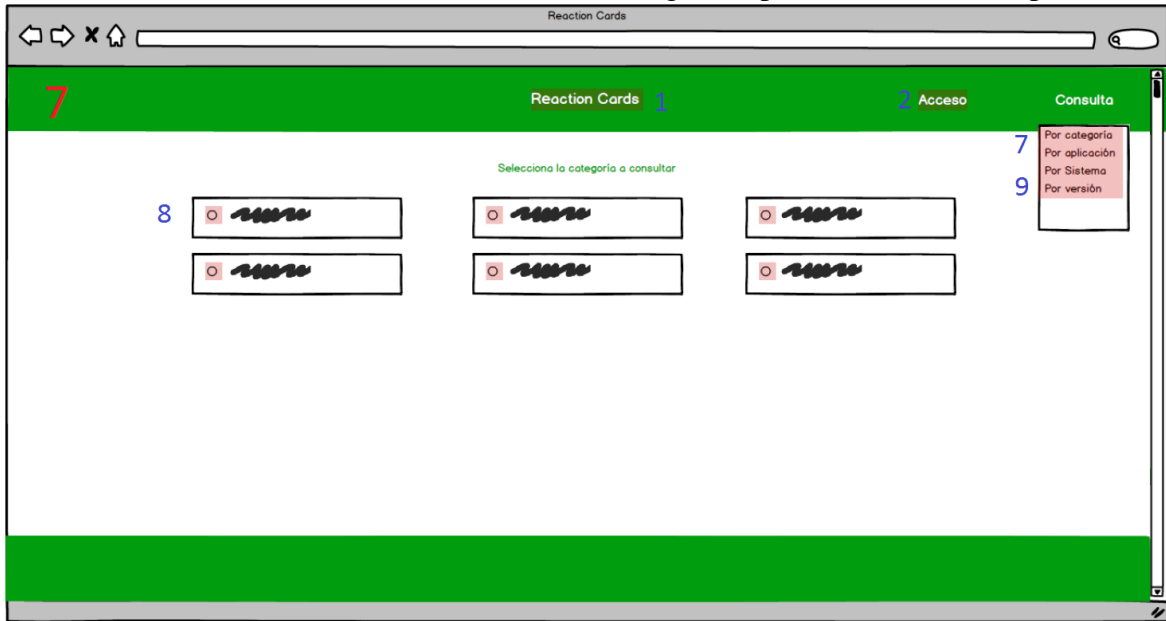 Reaction Cards
7
Reaction Cards 1
2 Acceso
Consulta
7
Por categoría
Por aplicación
Por Sistema
9
Por versión
Selecciona la categoría a consultar
8